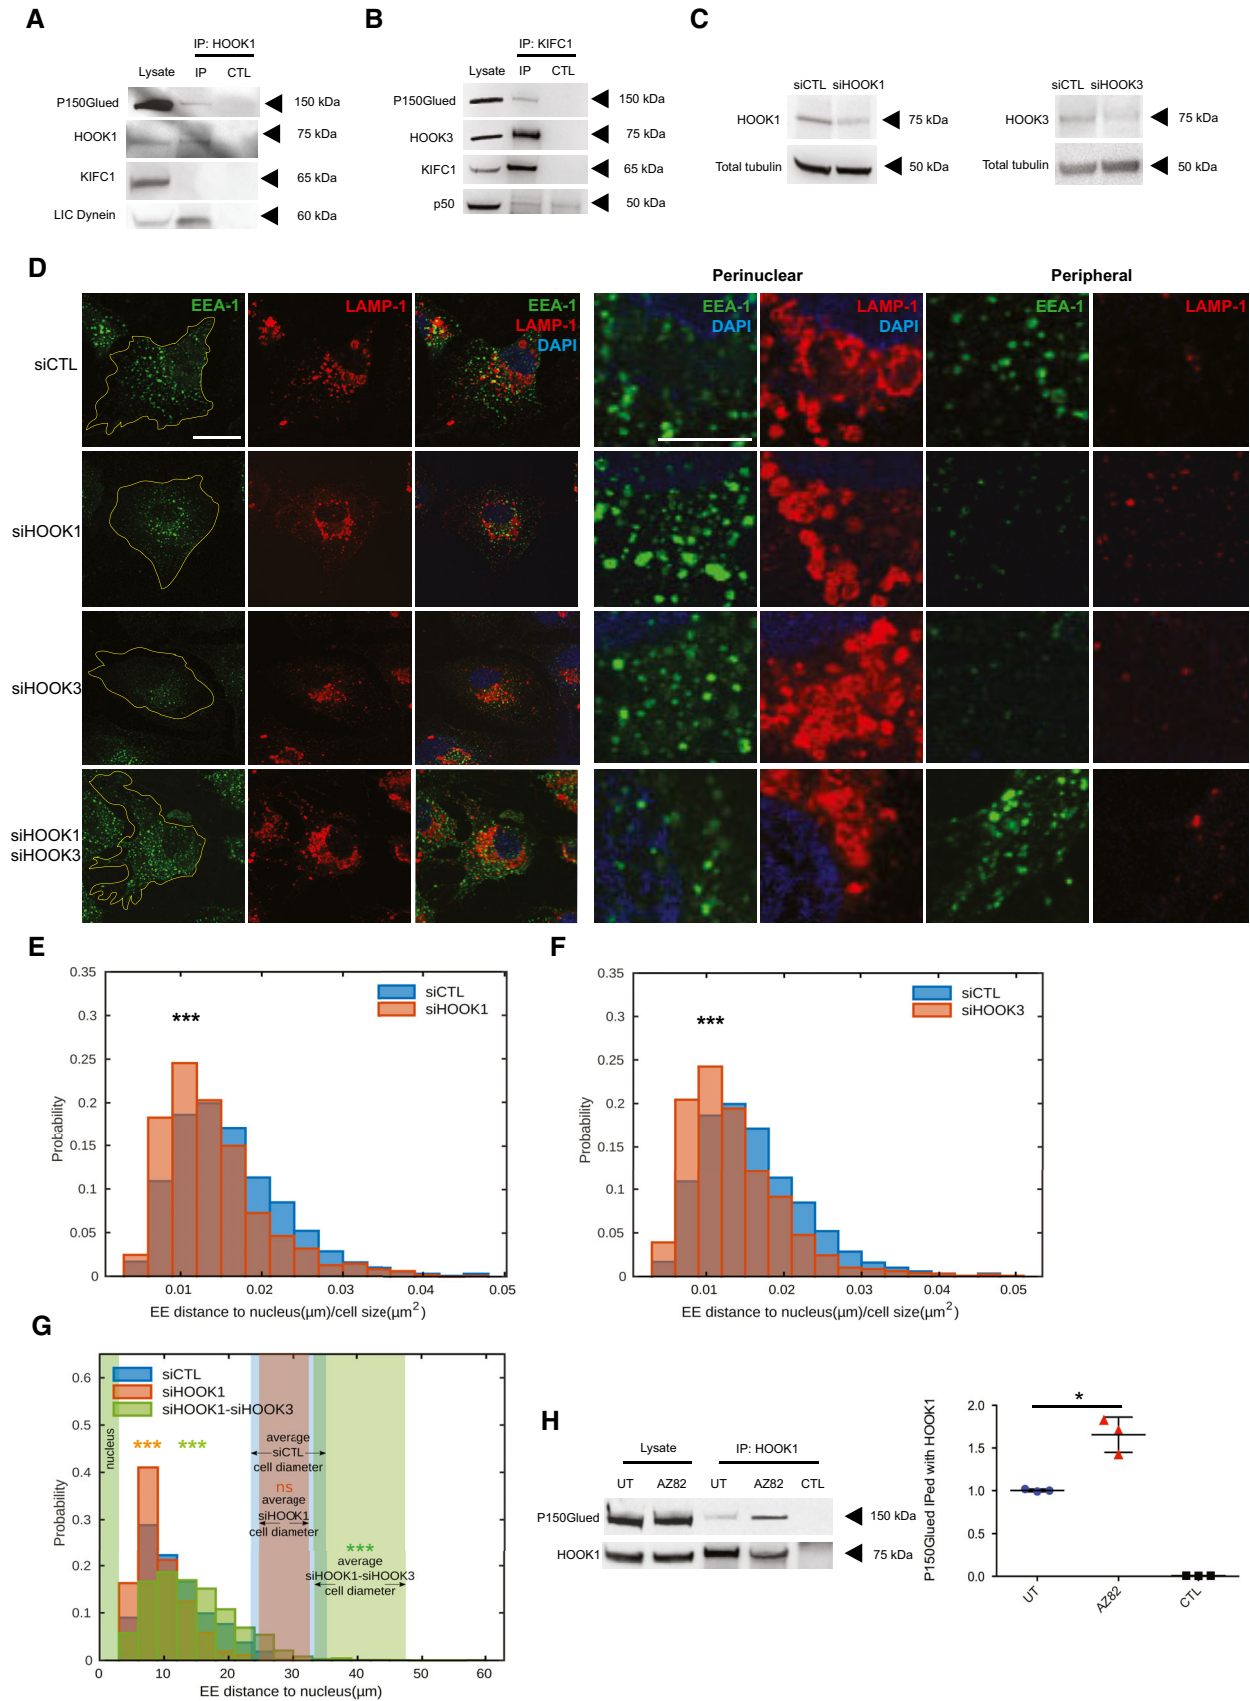 A
IP: HOOK1
Lysate IP CTL
P150Glued 150 kDa
HOOK1 75 kDa
KIFC1 65 kDa
LIC Dynein 60 kDa
B
IP: KIFC1
Lysate IP CTL
P150Glued 150 kDa
HOOK3 75 kDa
KIFC1 65 kDa
p50 50 kDa
C
siCTL siHOOK1
HOOK1 75 kDa
Total tubulin 50 kDa
siCTL siHOOK3
HOOK3 75 kDa
Total tubulin 50 kDa
D
Perinuclear Peripheral
EEA-1 LAMP-1 EEA-1
LAMP-1
DAPI
EEA-1
DAPI
LAMP-1
DAPI
EEA-1 LAMP-1
siCTL
siHOOK1
siHOOK3
siHOOK1
siHOOK3
E
0.35
0.3
0.25
0.2
0.15
0.1
0.05
0
Probability
***
siCTL
siHOOK1
0.01 0.02 0.03 0.04 0.05
EE distance to nucleus(µm)/cell size(µm²)
F
0.35
0.3
0.25
0.2
0.15
0.1
0.05
0
Probability
***
siCTL
siHOOK3
0.01 0.02 0.03 0.04 0.05
EE distance to nucleus(µm)/cell size(µm²)
G
0.6
0.5
0.4
0.3
0.2
0.1
0
Probability
siCTL
siHOOK1
siHOOK1-siHOOK3
nucleus
*** ***
average
siCTL
cell diameter
ns
average
siHOOK1
cell diameter
***
average
siHOOK1-siHOOK3
cell diameter
0 10 20 30 40 50 60
EE distance to nucleus(µm)
H
Lysate IP: HOOK1
UT AZ82 UT AZ82 CTL
P150Glued 150 kDa
HOOK1 75 kDa
P150Glued IPed with HOOK1
2.0
1.5
1.0
0.5
0.0
*
UT AZ82 CTL